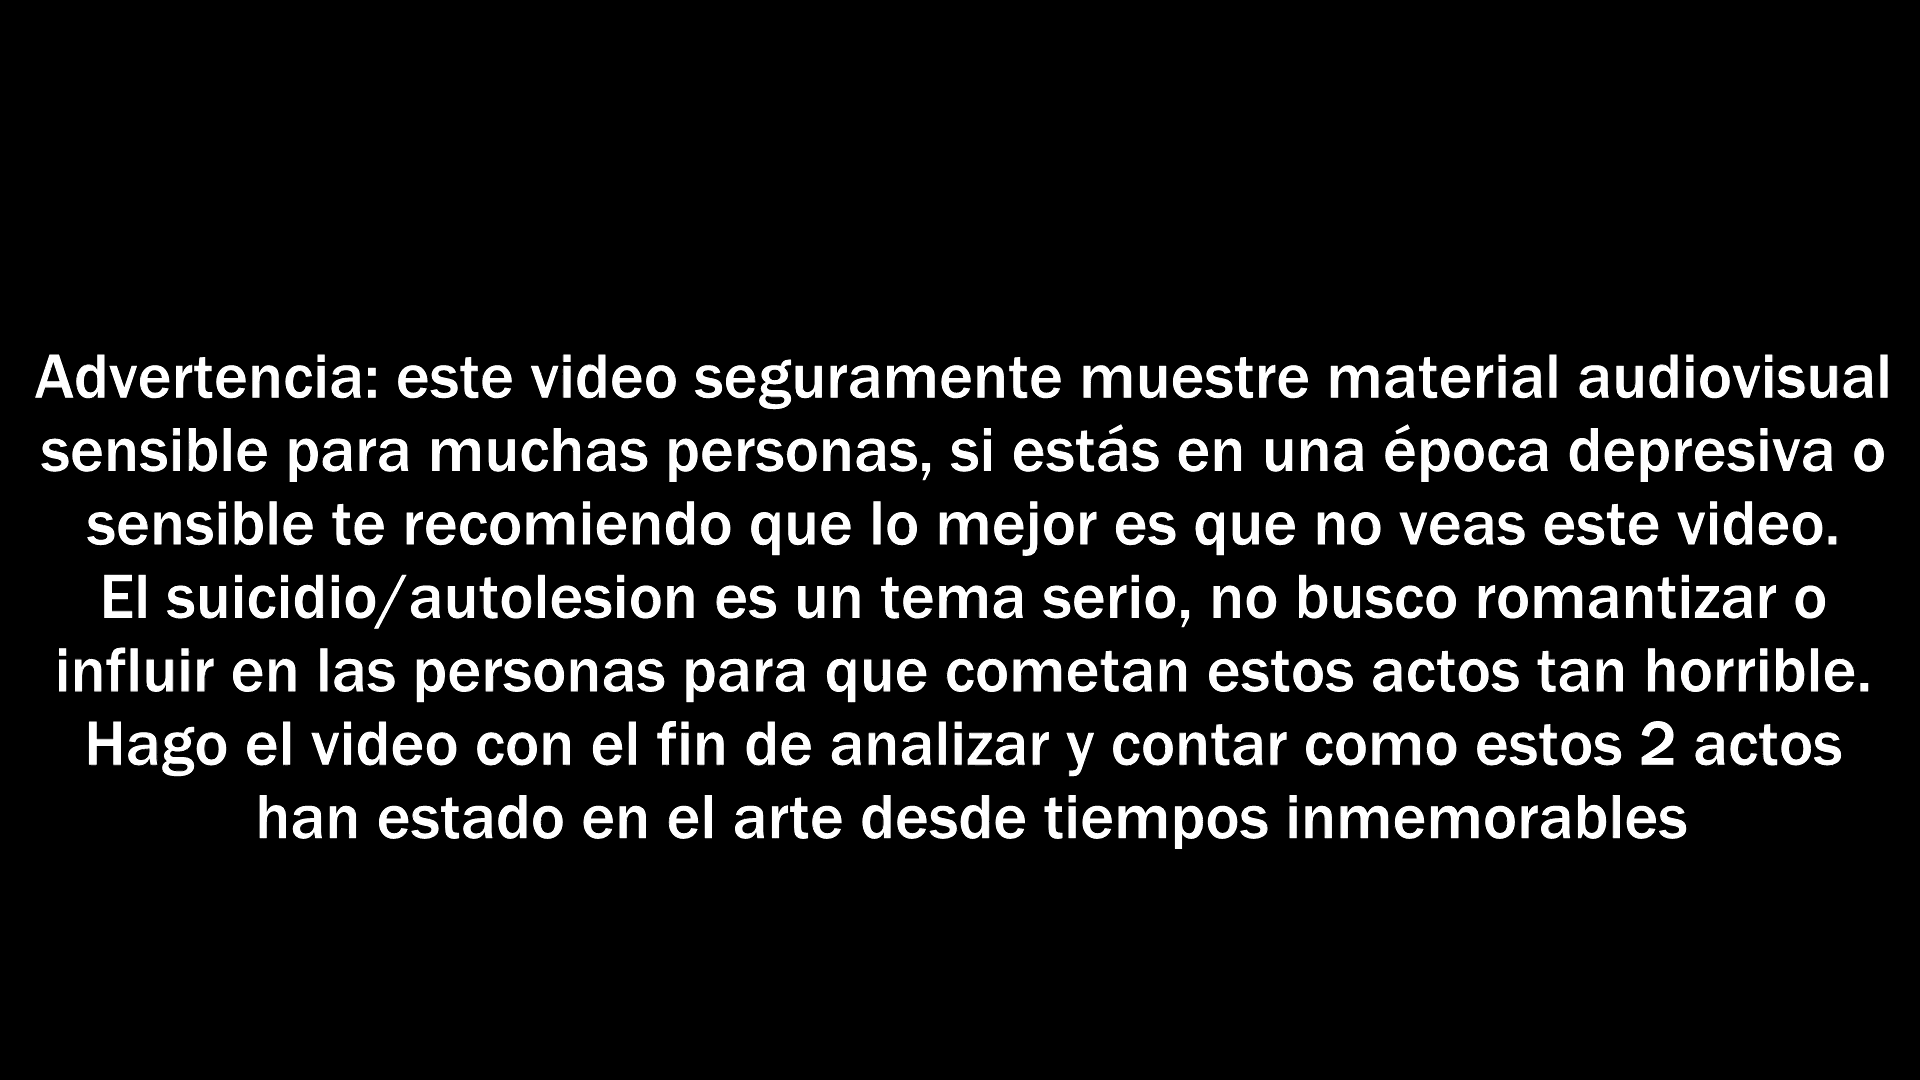 Advertencia: este video seguramente muestre material audiovisual
sensible para muchas personas, si estás en una época depresiva o
sensible te recomiendo que lo mejor es que no veas este video.
El suicidio/autolesion es un tema serio, no busco romantizar o
influir en las personas para que cometan estos actos tan horrible.
Hago el video con el fin de analizar y contar como estos 2 actos
han estado en el arte desde tiempos inmemorables